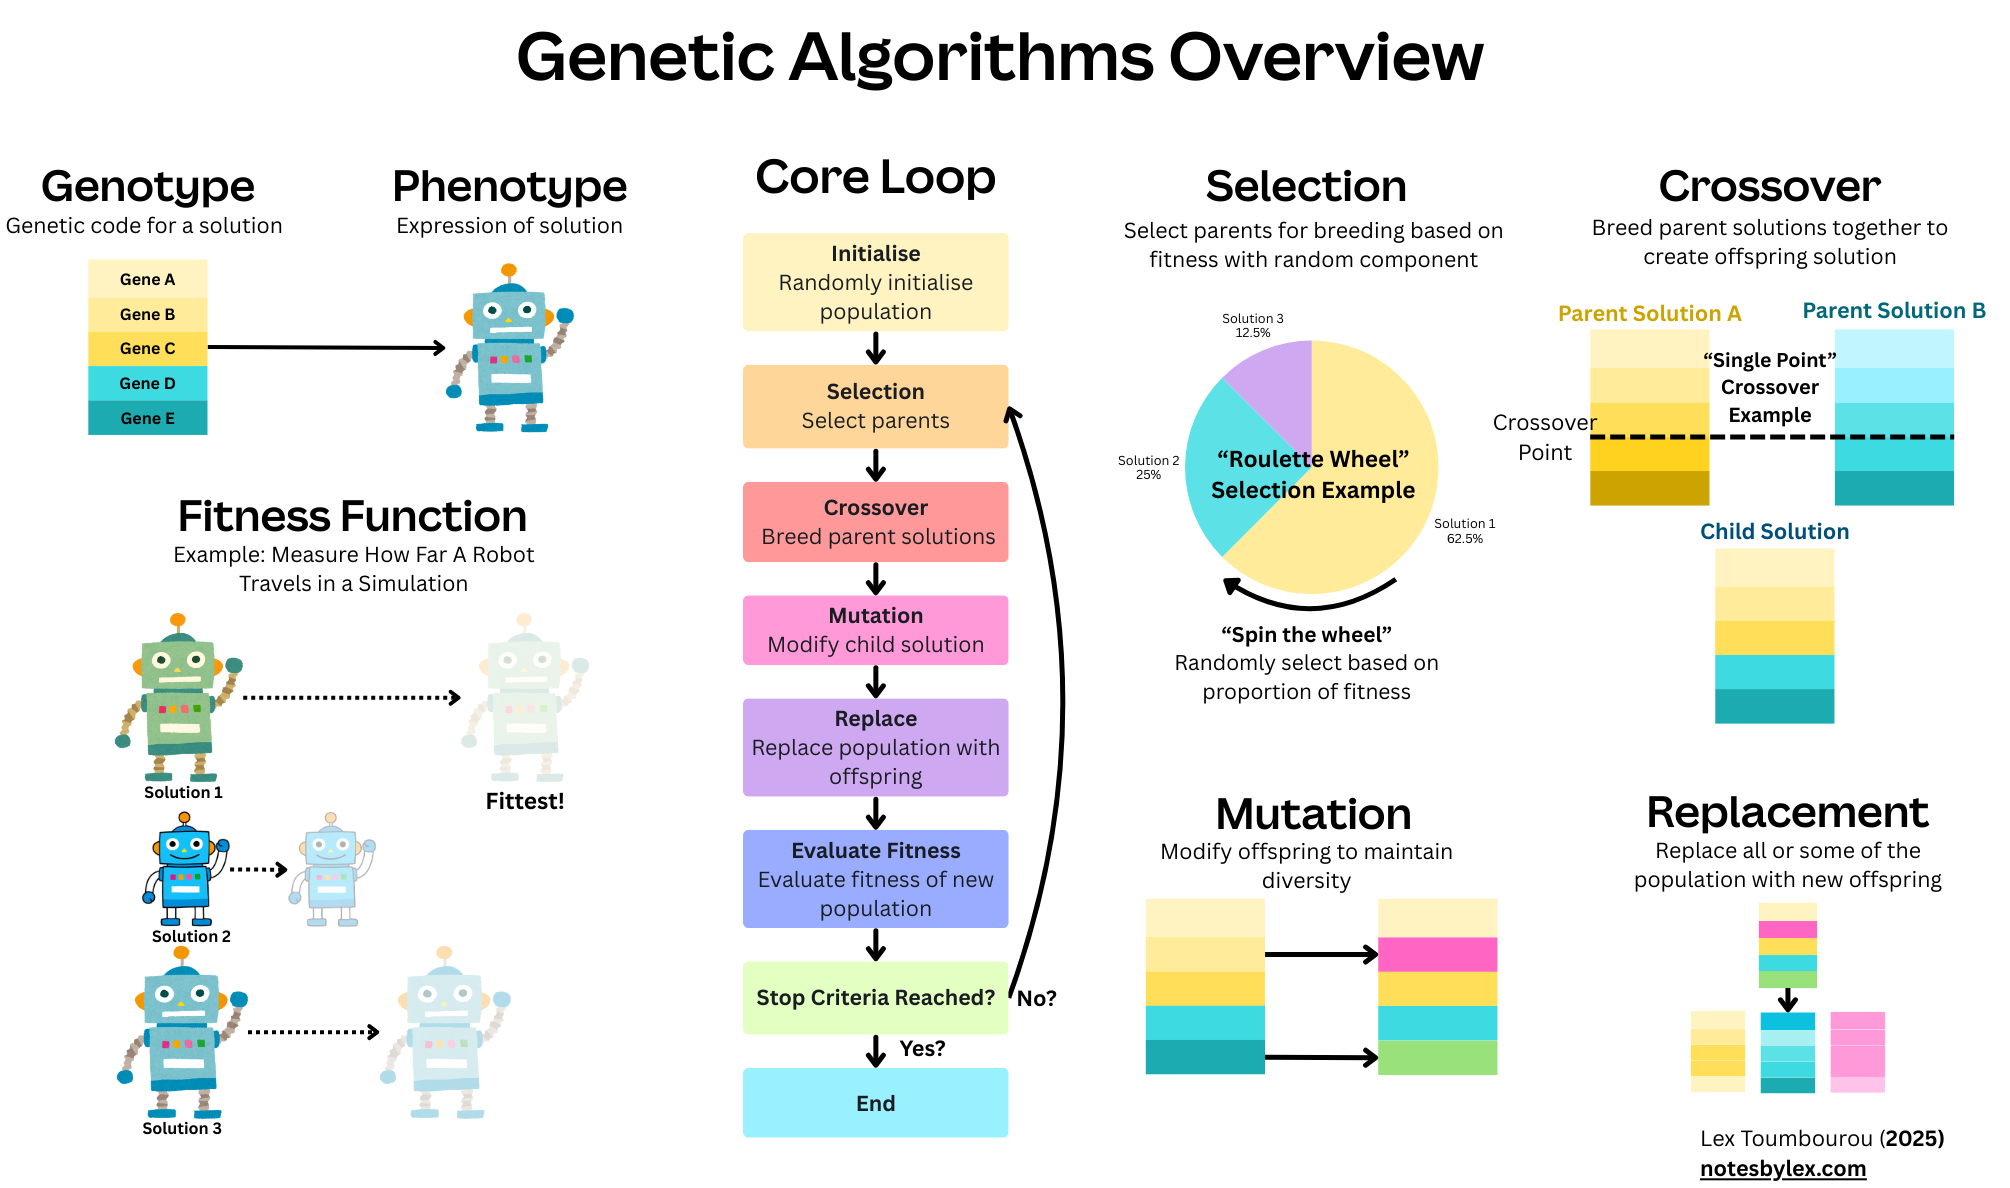 Genetic Algorithms Overview
Genotype
Genetic code for a solution
Gene A
Gene B
Gene C
Gene D
Gene E
Phenotype
Expression of solution
Fitness Function
Example: Measure How Far A Robot
Travels in a Simulation
Solution 1
Fittest!
Solution 2
Solution 3
Core Loop
Initialise
Randomly initialise
population
Selection
Select parents
Crossover
Breed parent solutions
Mutation
Modify child solution
Replace
Replace population with
offspring
Evaluate Fitness
Evaluate fitness of new
population
Stop Criteria Reached?
No?
Yes?
End
Selection
Select parents for breeding based on
fitness with random component
Solution 3
12.5%
Solution 2
25%
“Roulette Wheel”
Selection Example
Solution 1
62.5%
“Spin the wheel”
Randomly select based on
proportion of fitness
Crossover
Breed parent solutions together to
create offspring solution
Parent Solution A
Parent Solution B
“Single Point”
Crossover
Example
Crossover
Point
Child Solution
Mutation
Modify offspring to maintain
diversity
Replacement
Replace all or some of the
population with new offspring
Lex Toumbourou (2025)
notesbylex.com